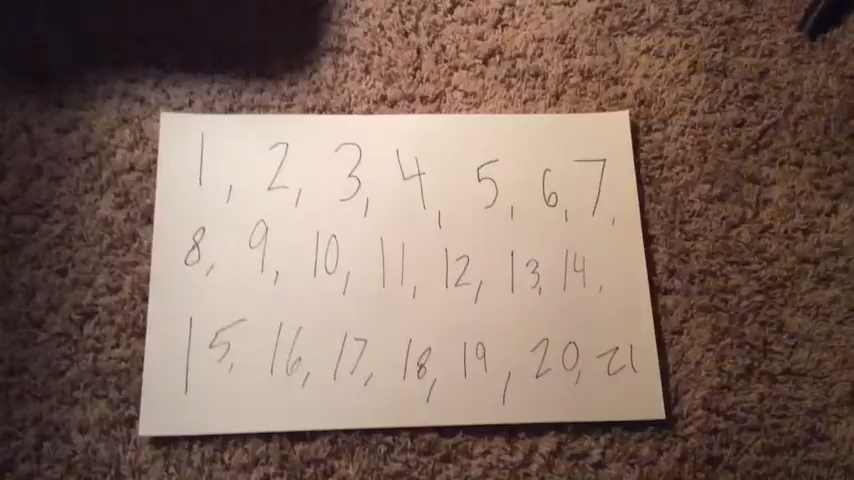 1, 2, 3, 4, 5, 6, 7,
8, 9, 10, 11, 12, 13, 14,
15, 16, 17, 18, 19, 20, 21